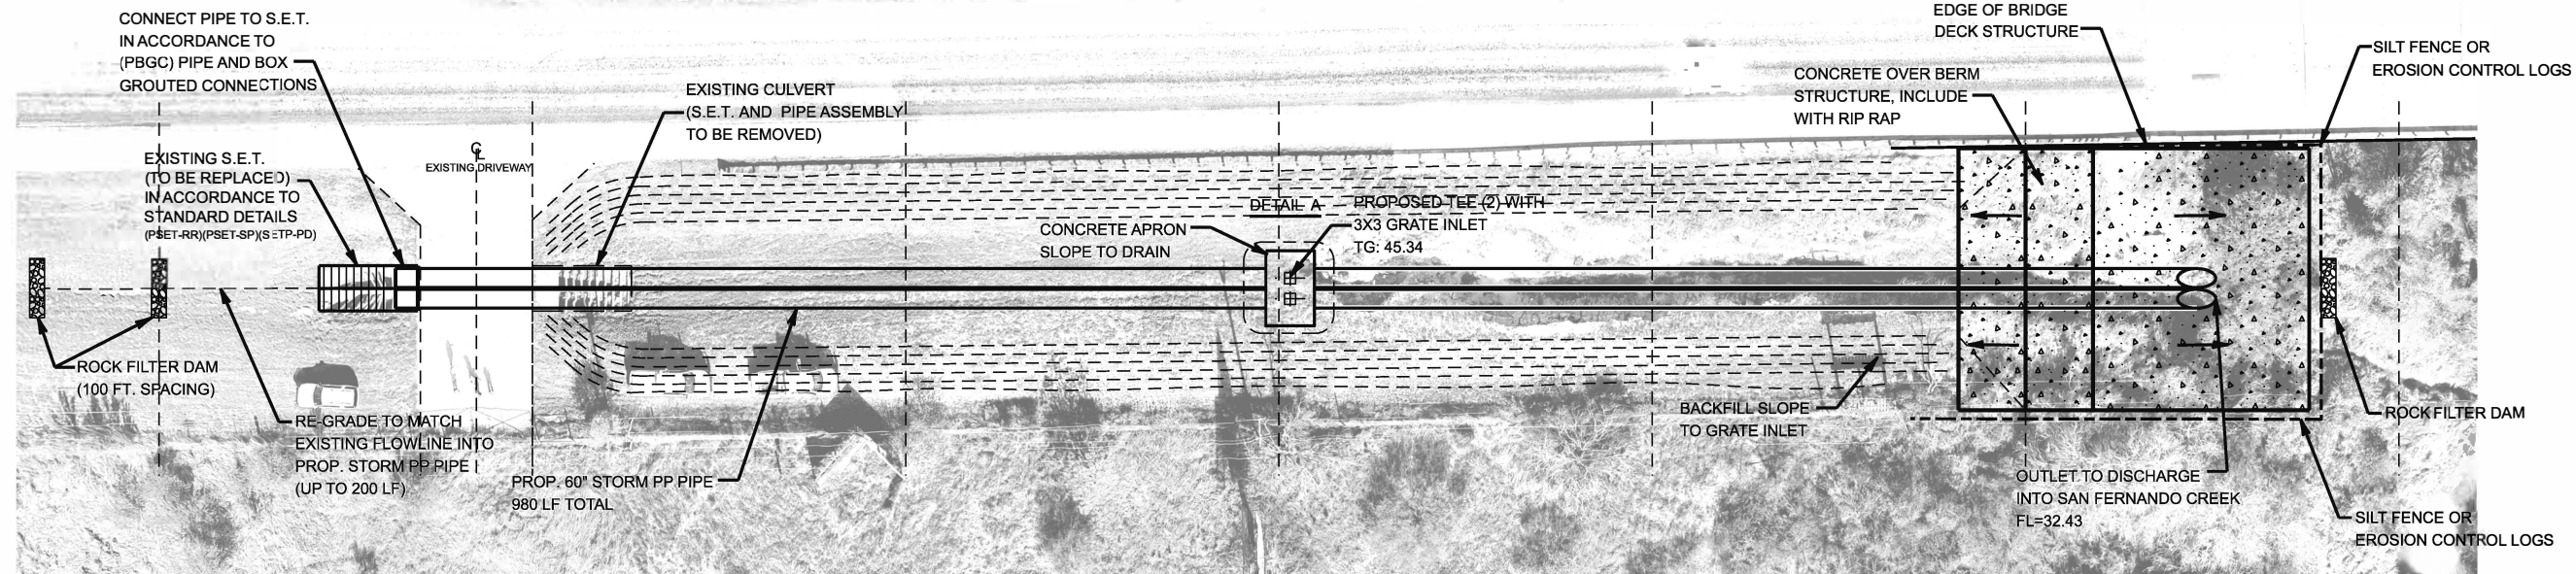 CONNECT PIPE TO S.E.T.
IN ACCORDANCE TO
(PBGC) PIPE AND BOX
GROUTED CONNECTIONS
EXISTING S.E.T.
(TO BE REPLACED)
IN ACCORDANCE TO
STANDARD DETAILS
(PSET-RR)(PSET-SP)(SETP-PD)
ROCK FILTER DAM
(100 FT. SPACING)
RE-GRADE TO MATCH
EXISTING FLOWLINE INTO
PROP. STORM PP PIPE
(UP TO 200 LF)
CL
EXISTING DRIVEWAY
EXISTING CULVERT
(S.E.T. AND PIPE ASSEMBLY
TO BE REMOVED)
PROP. 60" STORM PP PIPE
980 LF TOTAL
CONCRETE APRON
SLOPE TO DRAIN
DETAIL A
PROPOSED TEE (2) WITH
3X3 GRATE INLET
TG: 45.34
BACKFILL SLOPE
TO GRATE INLET
CONCRETE OVER BERM
STRUCTURE, INCLUDE
WITH RIP RAP
EDGE OF BRIDGE
DECK STRUCTURE
SILT FENCE OR
EROSION CONTROL LOGS
ROCK FILTER DAM
OUTLET TO DISCHARGE
INTO SAN FERNANDO CREEK
FL=32.43
SILT FENCE OR
EROSION CONTROL LOGS